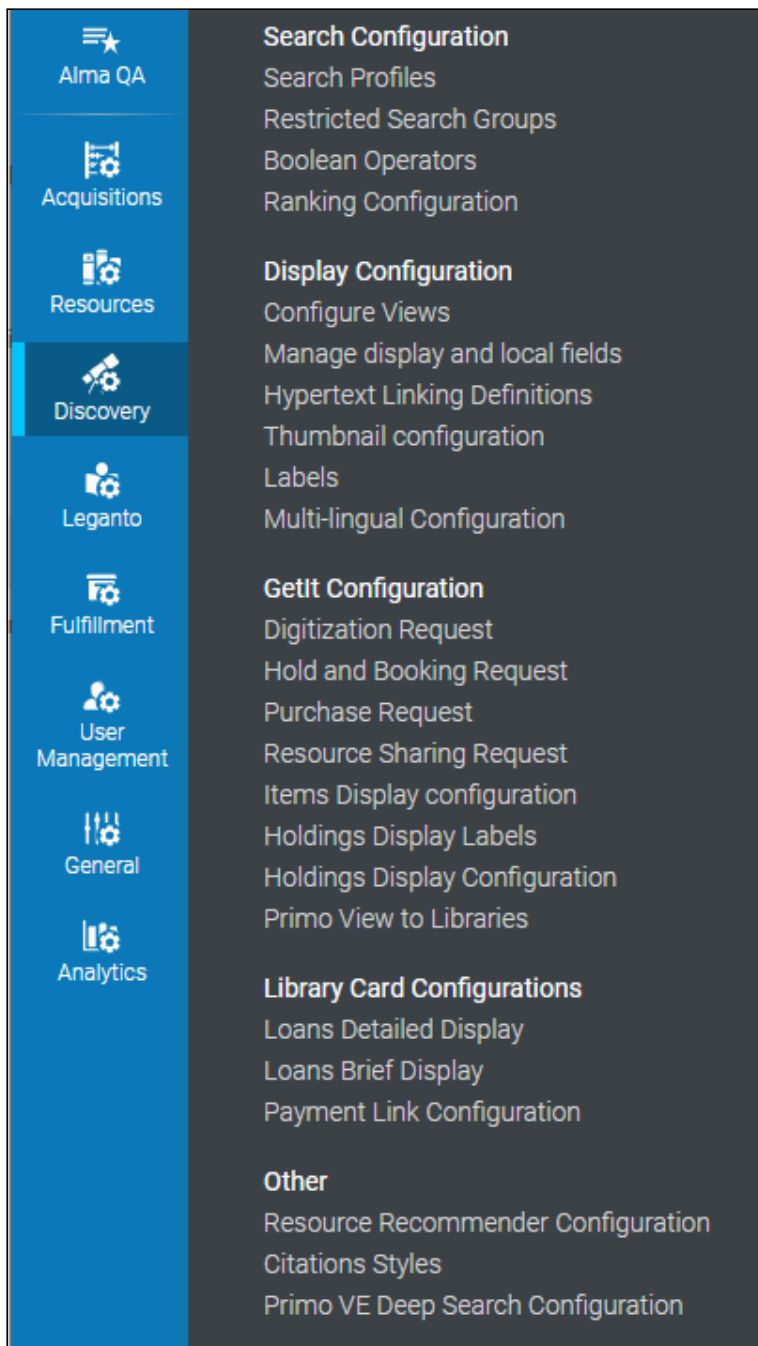 Alma QA
Acquisitions
Resources
Discovery
Leganto
Fulfillment
User
Management
General
Analytics
Search Configuration
Search Profiles
Restricted Search Groups
Boolean Operators
Ranking Configuration
Display Configuration
Configure Views
Manage display and local fields
Hypertext Linking Definitions
Thumbnail configuration
Labels
Multi-lingual Configuration
GetIt Configuration
Digitization Request
Hold and Booking Request
Purchase Request
Resource Sharing Request
Items Display configuration
Holdings Display Labels
Holdings Display Configuration
Primo View to Libraries
Library Card Configurations
Loans Detailed Display
Loans Brief Display
Payment Link Configuration
Other
Resource Recommender Configuration
Citations Styles
Primo VE Deep Search Configuration